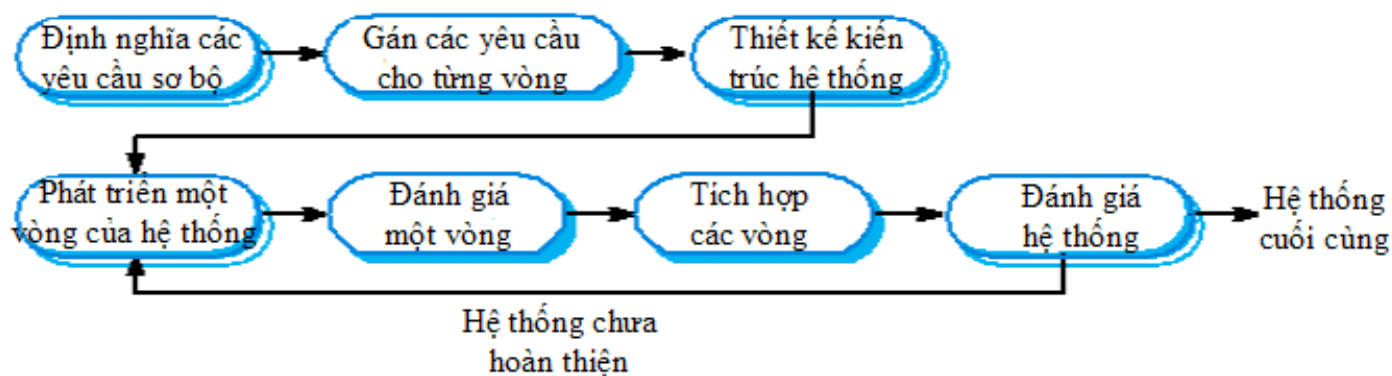 Định nghĩa các
yêu cầu sơ bộ
Gán các yêu cầu
cho từng vòng
Thiết kế kiến
trúc hệ thống
Phát triển một
vòng của hệ thống
Đánh giá
một vòng
Tích hợp
các vòng
Đánh giá
hệ thống
Hệ thống
cuối cùng
Hệ thống chưa
hoàn thiện